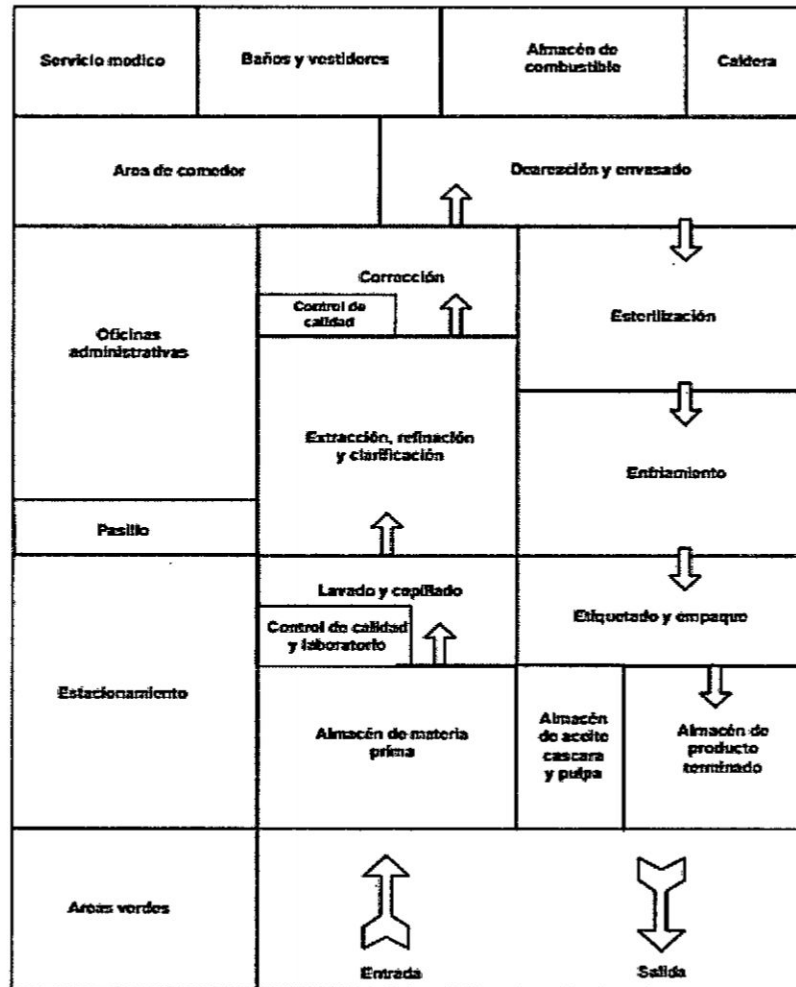 Servicio medico
Baños y vestidores
Almacén de
combustible
Caldera
Area de comedor
Dearezción y envasado
Corrección
Control de
calidad
Oficinas
administrativas
Esterilización
Extracción, refinación
y clarificación
Enfriamiento
Pasillo
Lavado y cepillado
Control de calidad
y laboratorio
Etiquetado y empaque
Estacionamiento
Almacén de materia
prima
Almacén
de aceite
cascara
y pulpa
Almacén de
producto
terminado
Areas verdes
Entrada
Salida